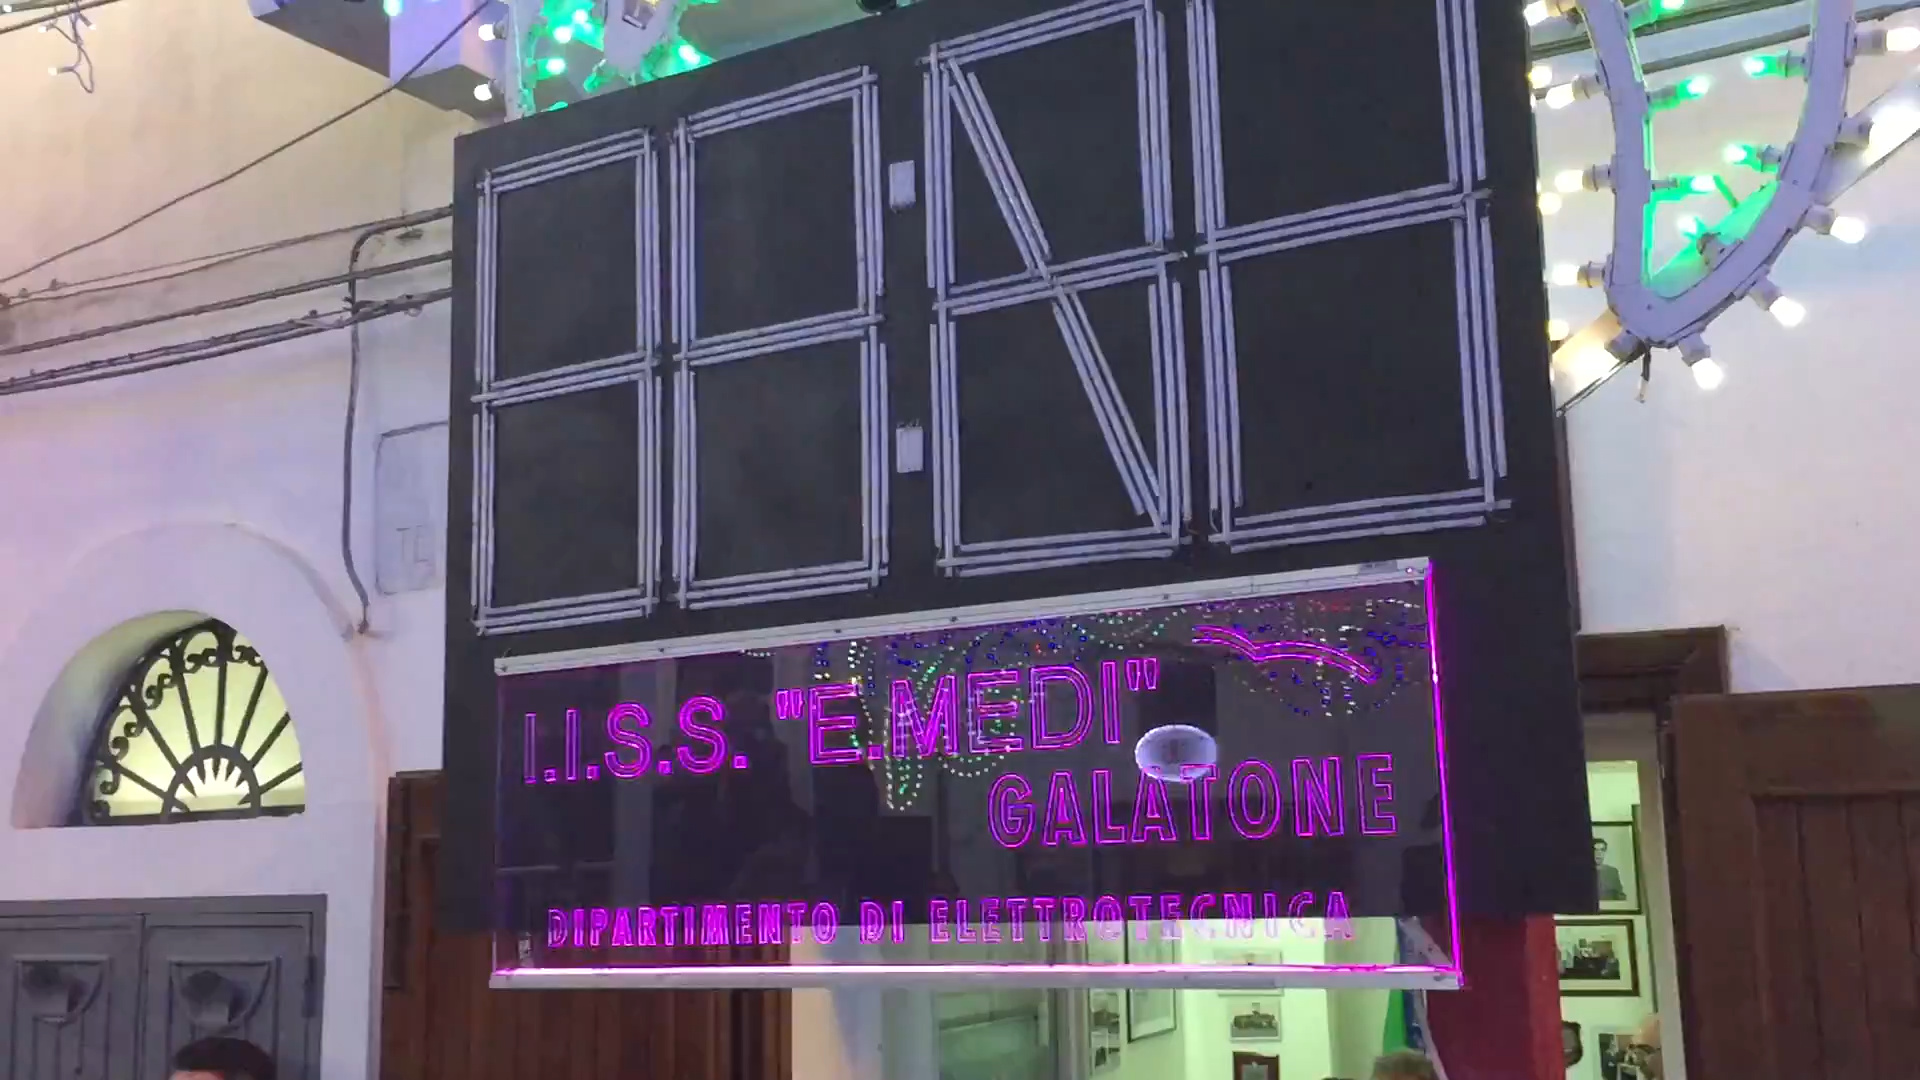 I.I.S.S. "E.MEDI"
GALATONE
DIPARTIMENTO DI ELETTROTECNICA